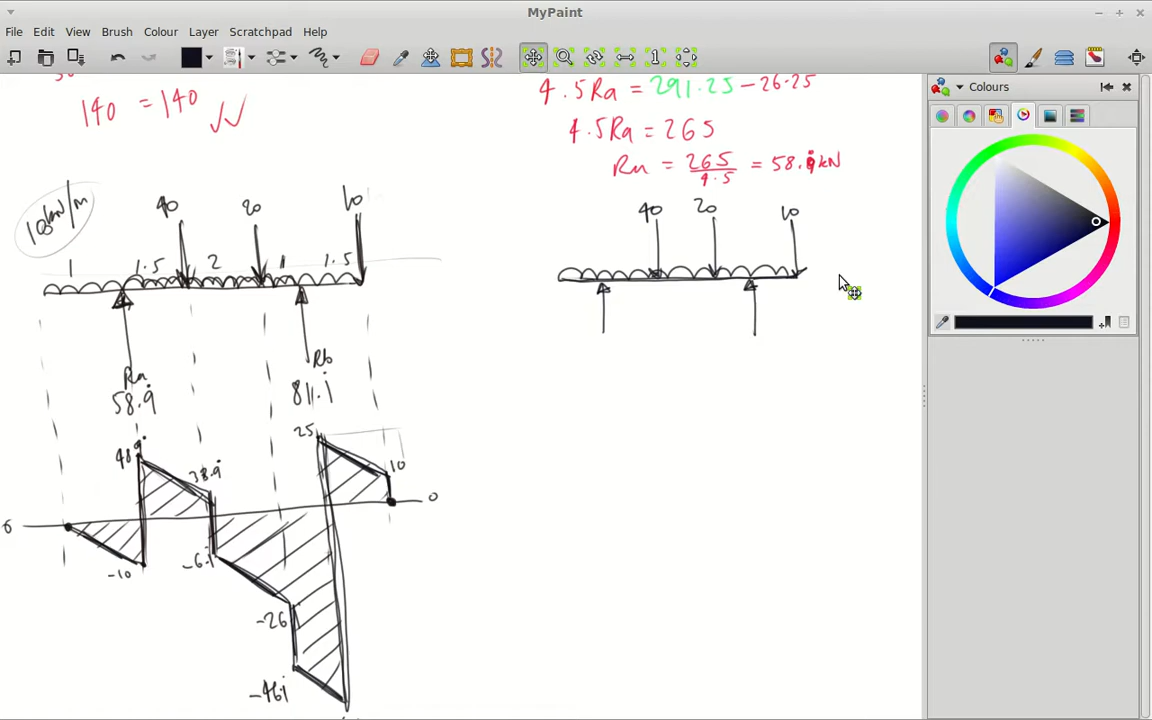 MyPaint
File Edit View Brush Colour Layer Scratchpad Help
140 = 140
4.5Ra = 291.25 - 26.25
4.5Ra = 265
Ra = 265/4.5 = 58.9̇ kN
Colours
10kN/m
40 20 10
1 1.5 2 1 1.5
Ra
58.9̇
Rb
81.1̇
40 20 10
25
48.9̇
38.9̇
10
0
0
-10
-6.1̇
-26
-46.1̇